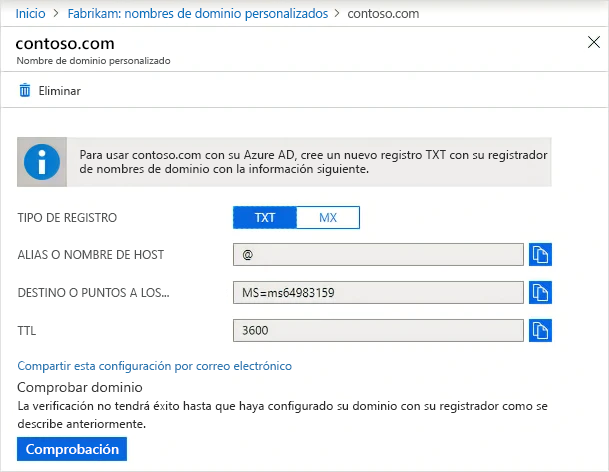 Inicio > Fabrikam: nombres de dominio personalizados > contoso.com
contoso.com
Nombre de dominio personalizado
Eliminar
Para usar contoso.com con su Azure AD, cree un nuevo registro TXT con su registrador
de nombres de dominio con la información siguiente.
TIPO DE REGISTRO TXT MX
ALIAS O NOMBRE DE HOST @
DESTINO O PUNTOS A LOS... MS=ms64983159
TTL 3600
Compartir esta configuración por correo electrónico
Comprobar dominio
La verificación no tendrá éxito hasta que haya configurado su dominio con su registrador como se
describe anteriormente.
Comprobación